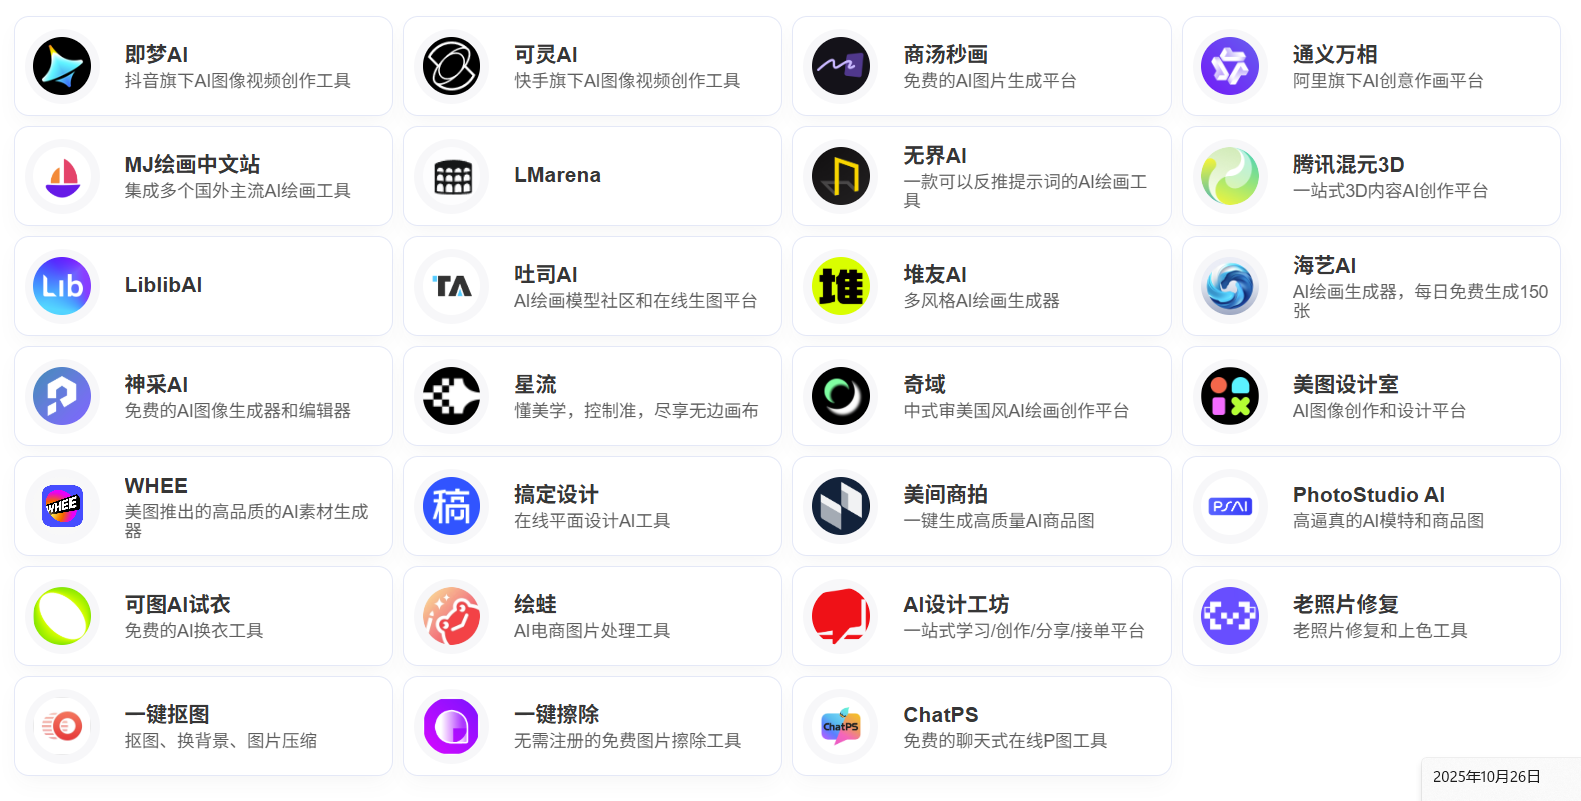 即梦AI
抖音旗下AI图像视频创作工具
可灵AI
快手旗下AI图像视频创作工具
商汤秒画
免费的AI图片生成平台
通义万相
阿里旗下AI创意作画平台
MJ绘画中文站
集成多个国外主流AI绘画工具
LMarena
无界AI
一款可以反推提示词的AI绘画工
具
腾讯混元3D
一站式3D内容AI创作平台
Lib
LiblibAI
TA
吐司AI
AI绘画模型社区和在线生图平台
堆
堆友AI
多风格AI绘画生成器
海艺AI
AI绘画生成器，每日免费生成150
张
神采AI
免费的AI图像生成器和编辑器
星流
懂美学，控制准，尽享无边画布
奇域
中式审美国风AI绘画创作平台
美图设计室
AI图像创作和设计平台
WHEE
WHEE
美图推出的高品质的AI素材生成
器
稿
搞定设计
在线平面设计AI工具
美间商拍
一键生成高质量AI商品图
PSAI
PhotoStudio AI
高逼真的AI模特和商品图
可图AI试衣
免费的AI换衣工具
绘蛙
AI电商图片处理工具
AI设计工坊
一站式学习/创作/分享/接单平台
老照片修复
老照片修复和上色工具
一键抠图
抠图、换背景、图片压缩
一键擦除
无需注册的免费图片擦除工具
ChatPS
ChatPS
免费的聊天式在线P图工具
2025年10月26日